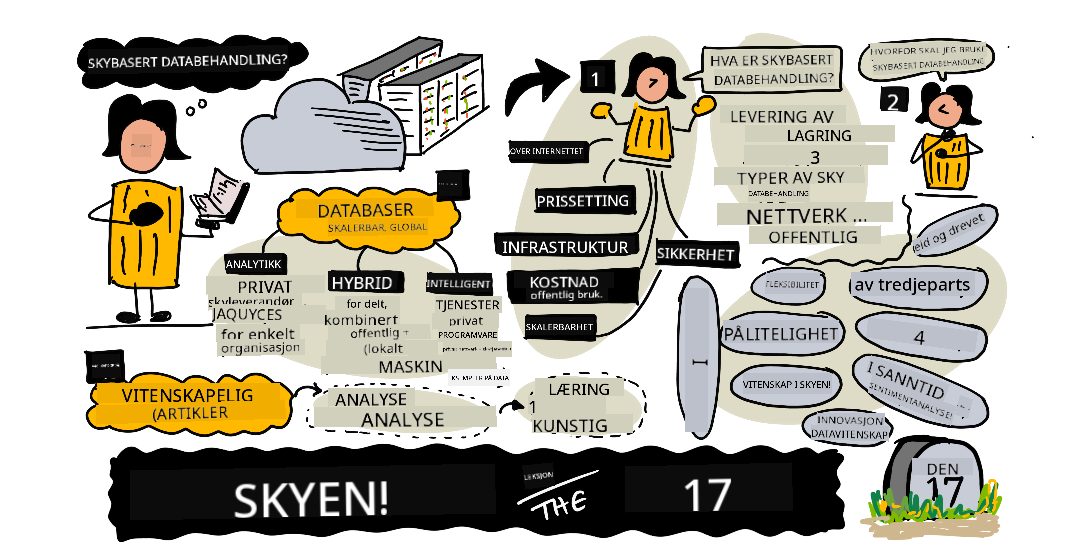 SKYBASERT DATABEHANDLING?
DATABASER
SKALERBAR, GLOBAL
ANALYTIKK
PRIVAT
skyleverandør
JAQUYCES
for enkelt
organisasjon
HYBRID
for delt,
kombinert
offentlig +
(lokalt
MASKIN
INTELLIGENT
TJENESTER
privat
PROGRAMVARE
VITENSKAPELIG
(ARTIKLER
ANALYSE
ANALYSE
LÆRING
1
KUNSTIG
1
HVA ER SKYBASERT
DATABEHANDLING?
OVER INTERNETTET
PRISSETTING
INFRASTRUKTUR
KOSTNAD
offentlig bruk.
SKALERBARHET
SIKKERHET
LEVERING AV
LAGRING
3
TYPER AV SKY
DATABEHANDLING
NETTVERK ...
OFFENTLIG
HVORFOR SKAL JEG BRUKE
SKYBASERT DATABEHANDLING
2
eid og drevet
FLEKSIBILITET
av tredjeparts
I
PÅLITELIGHET
4
VITENSKAP I SKYEN!
I SANNTID ...
SENTIMENTANALYSE!
INNOVASJON
DATAVITENSKAP
SKYEN!
LEKSJON
THE
17
DEN
17